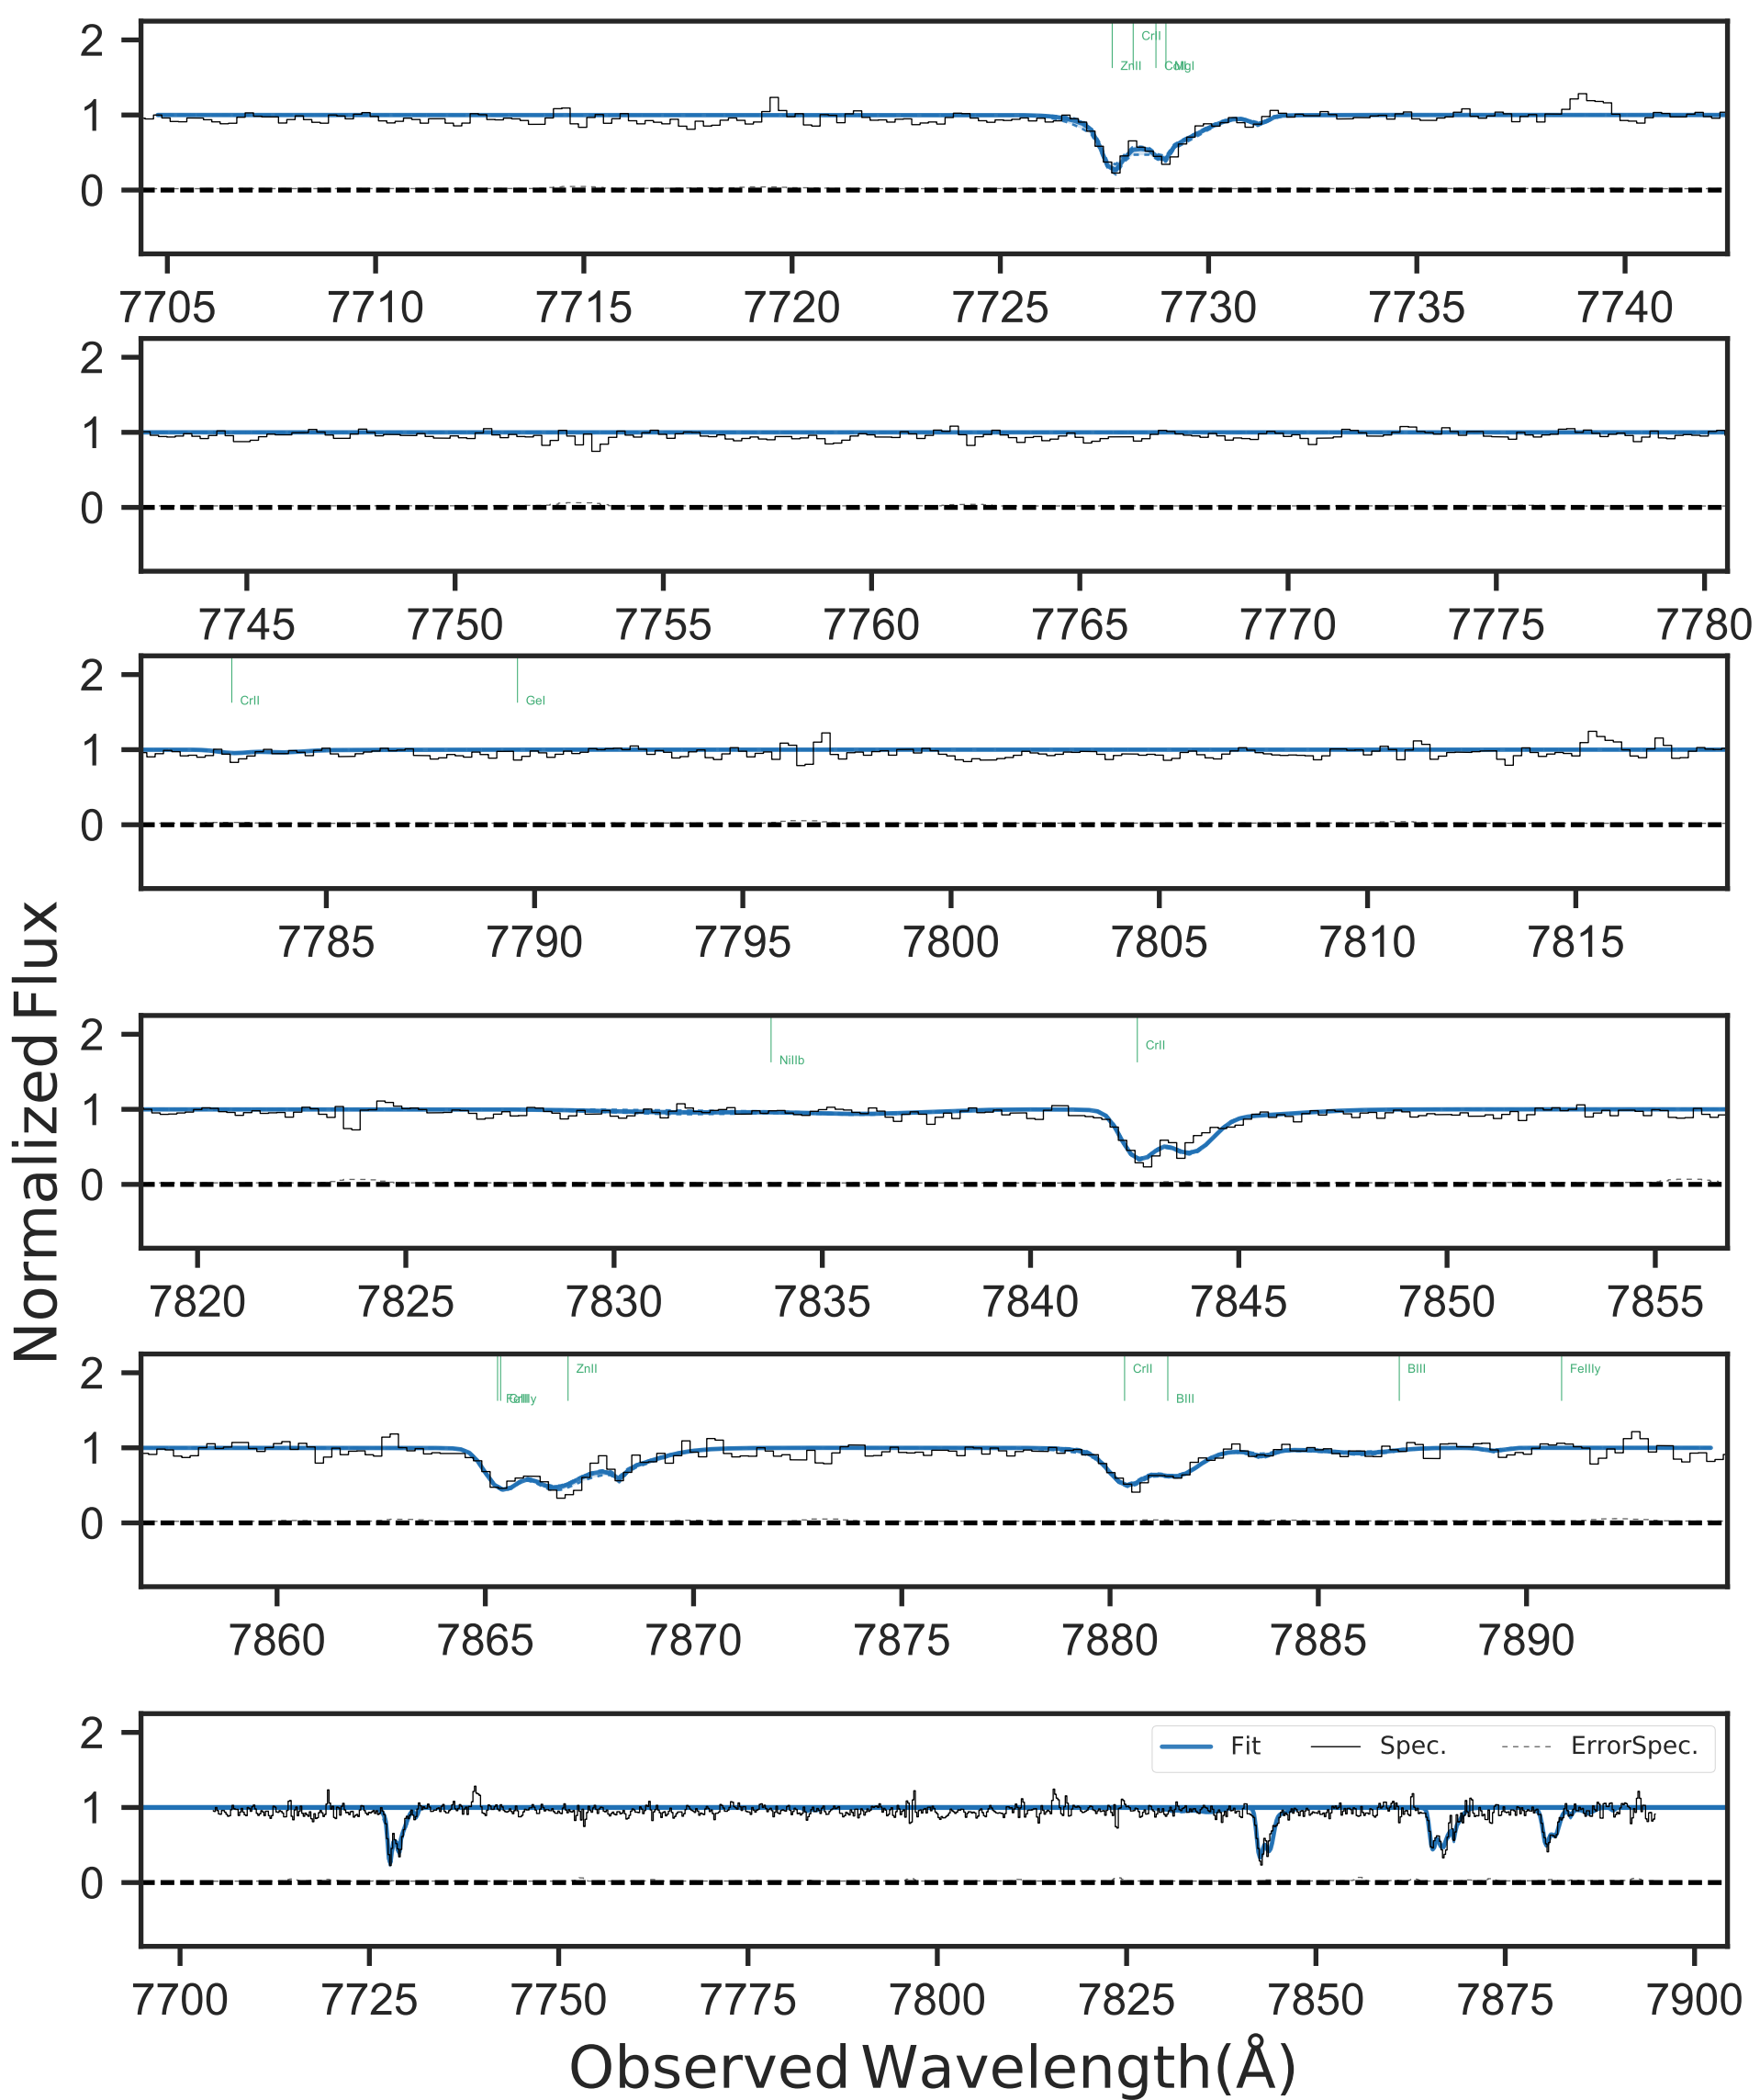 Normalized Flux
2
1
0
CrII
ZnII
MgI
7705 7710 7715 7720 7725 7730 7735 7740
2
1
0
7745 7750 7755 7760 7765 7770 7775 7780
2
1
0
CrII GeI
7785 7790 7795 7800 7805 7810 7815
2
1
0
NiIIb CrII
7820 7825 7830 7835 7840 7845 7850 7855
2
1
0
ZnII CrII BIII FeIIIy
BIII
7860 7865 7870 7875 7880 7885 7890
2
1
0
Fit Spec. ErrorSpec.
7700 7725 7750 7775 7800 7825 7850 7875 7900
Observed Wavelength(Å)